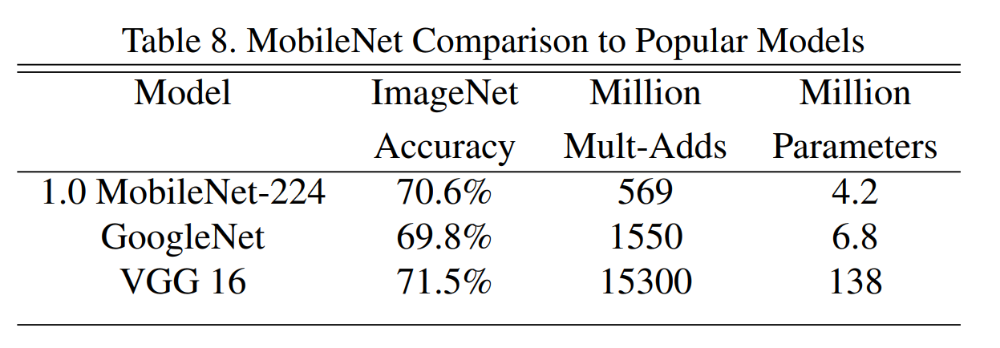 Table 8. MobileNet Comparison to Popular Models
Model ImageNet Million Million
Accuracy Mult-Adds Parameters
1.0 MobileNet-224 70.6% 569 4.2
GoogleNet 69.8% 1550 6.8
VGG 16 71.5% 15300 138